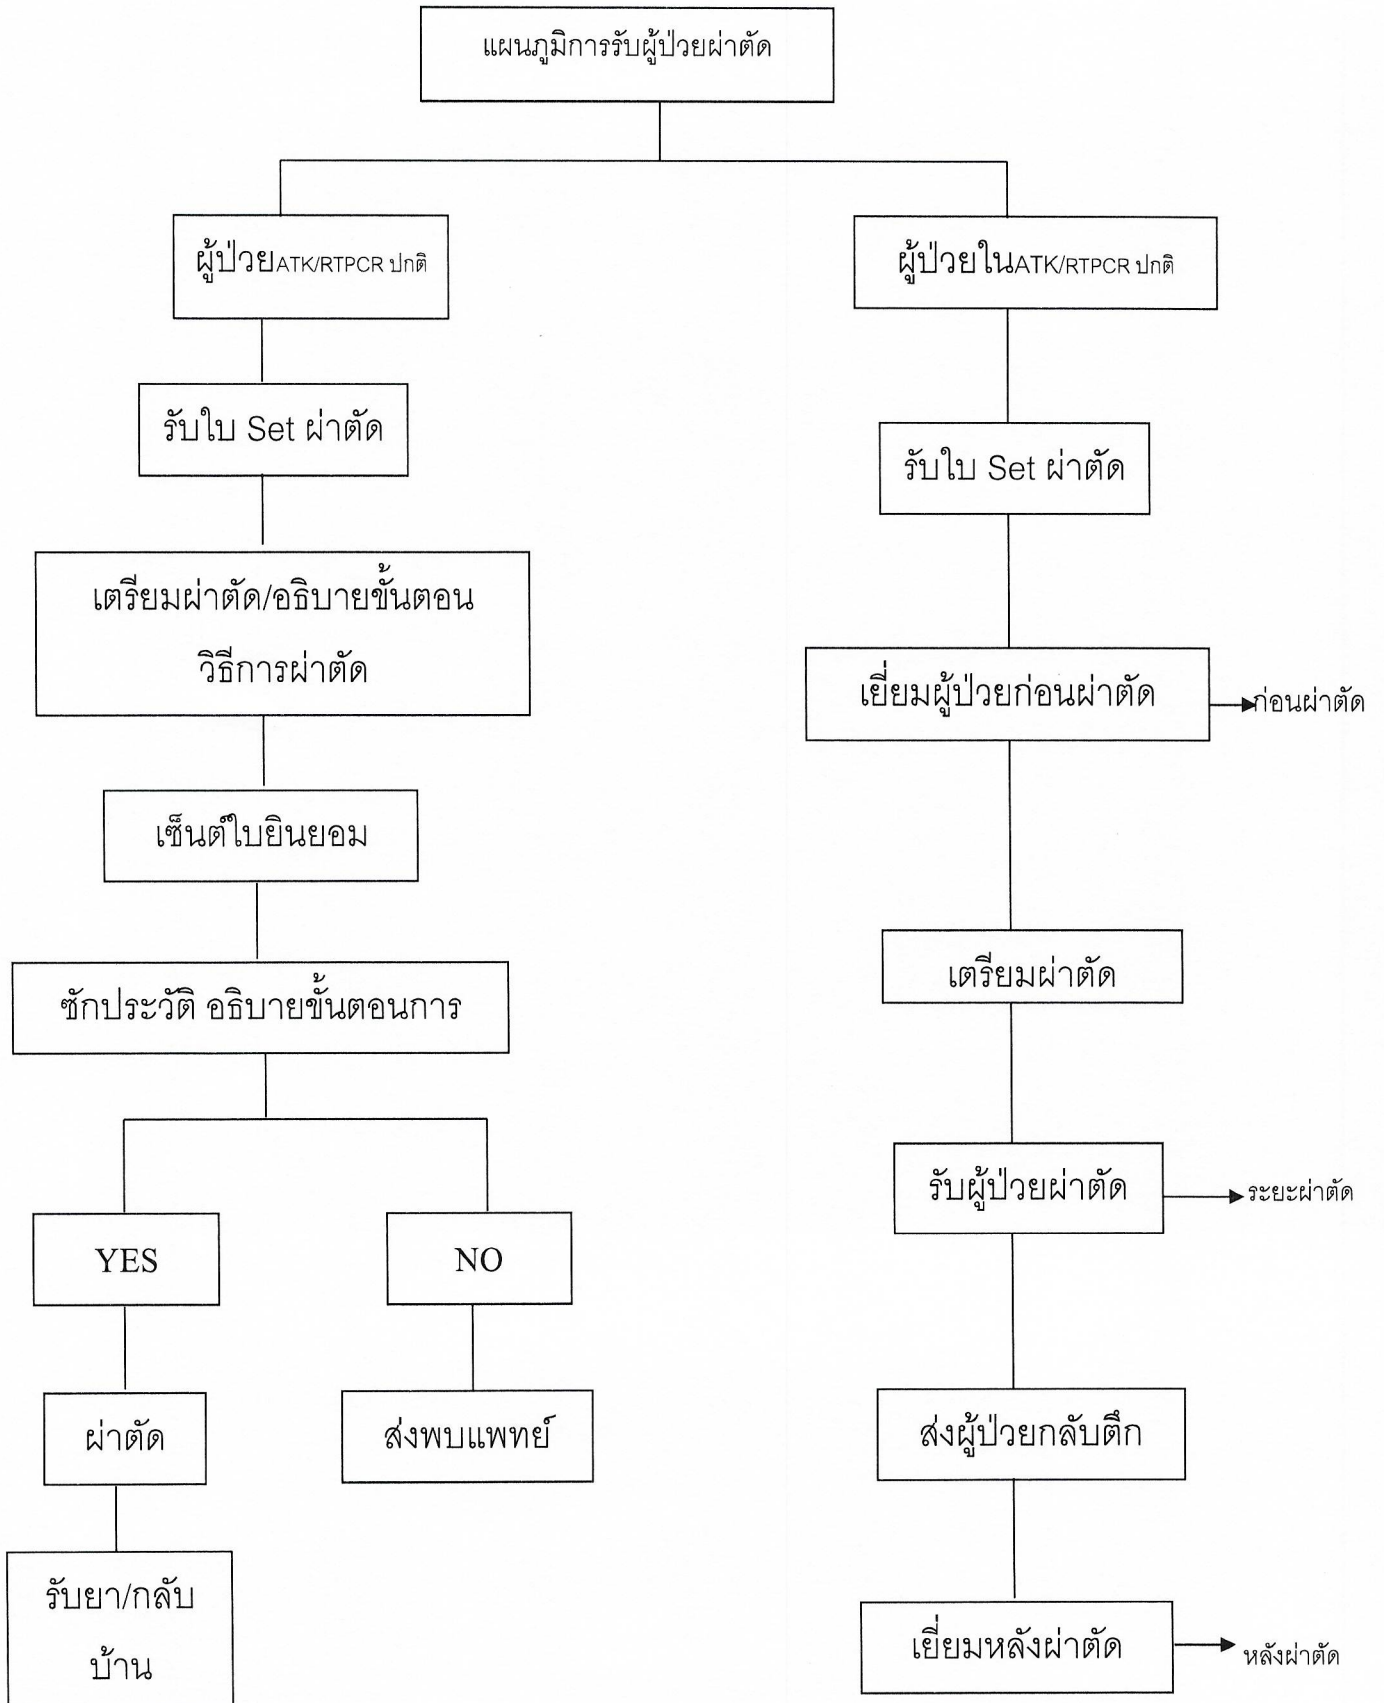 แผนภูมิการรับผู้ป่วยผ่าตัด
ผู้ป่วยATK/RTPCR ปกติ
รับใบ Set ผ่าตัด
เตรียมผ่าตัด/อธิบายขั้นตอน
วิธีการผ่าตัด
เซ็นต์ใบยินยอม
ซักประวัติ อธิบายขั้นตอนการ
YES
NO
ผ่าตัด
ส่งพบแพทย์
รับยา/กลับ
บ้าน
ผู้ป่วยในATK/RTPCR ปกติ
รับใบ Set ผ่าตัด
เยี่ยมผู้ป่วยก่อนผ่าตัด
ก่อนผ่าตัด
เตรียมผ่าตัด
รับผู้ป่วยผ่าตัด
ระยะผ่าตัด
ส่งผู้ป่วยกลับตึก
เยี่ยมหลังผ่าตัด
หลังผ่าตัด